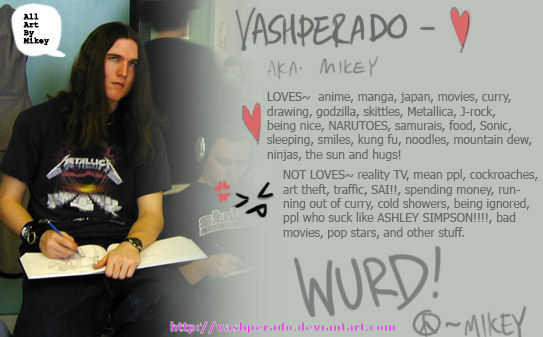 All
Art
By
Mikey
VASHPERADO -
AKA. MIKEY
LOVES~ anime, manga, japan, movies, curry,
drawing, godzilla, skittles, Metallica, J-rock,
being nice, NARUTOES, samurais, food, Sonic,
sleeping, smiles, kung fu, noodles, mountain dew,
ninjas, the sun and hugs!
NOT LOVES~ reality TV, mean ppl, cockroaches,
art theft, traffic, SAI!!, spending money, run-
ning out of curry, cold showers, being ignored,
ppl who suck like ASHLEY SIMPSON!!!!, bad
movies, pop stars, and other stuff.
METALLICA
WURD!
~MIKEY
http://vashperado.deviantart.com